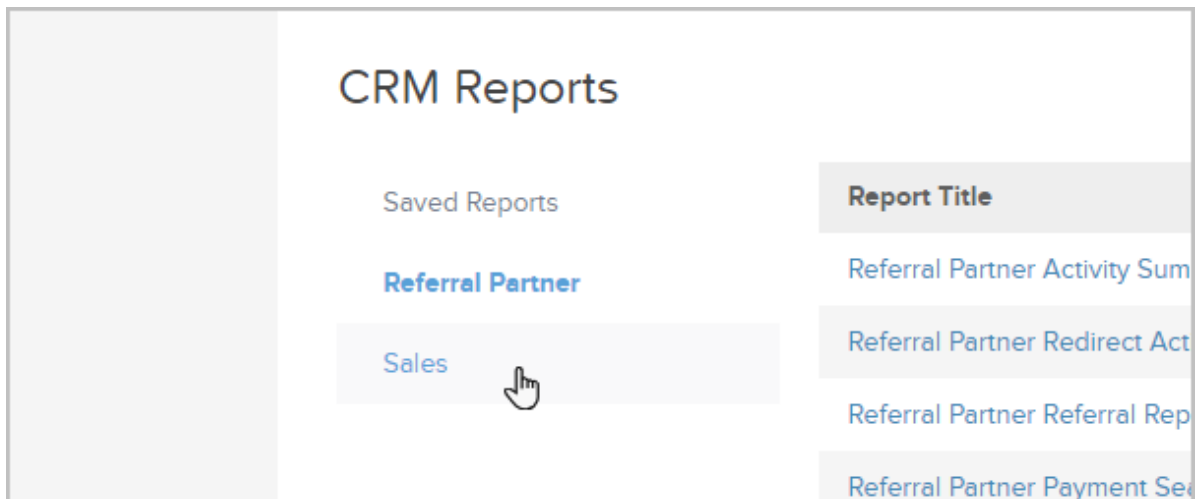 CRM Reports
Saved Reports
Referral Partner
Sales
Report Title
Referral Partner Activity Sum
Referral Partner Redirect Act
Referral Partner Referral Rep
Referral Partner Payment Sea